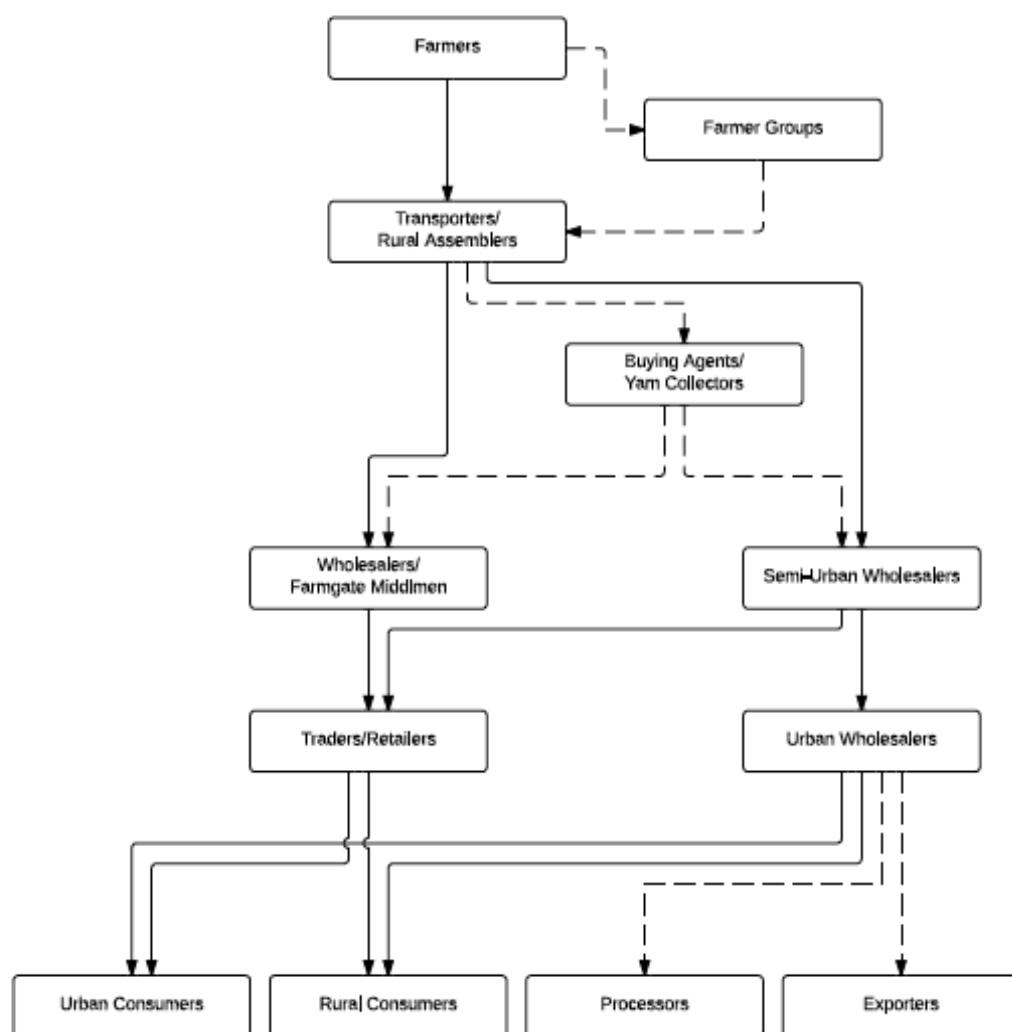 Farmers
Farmer Groups
Transporters/
Rural Assemblers
Buying Agents/
Yam Collectors
Wholesalers/
Farmgate Middlmen
Semi-Urban Wholesalers
Traders/Retailers
Urban Wholesalers
Urban Consumers
Rural Consumers
Processors
Exporters